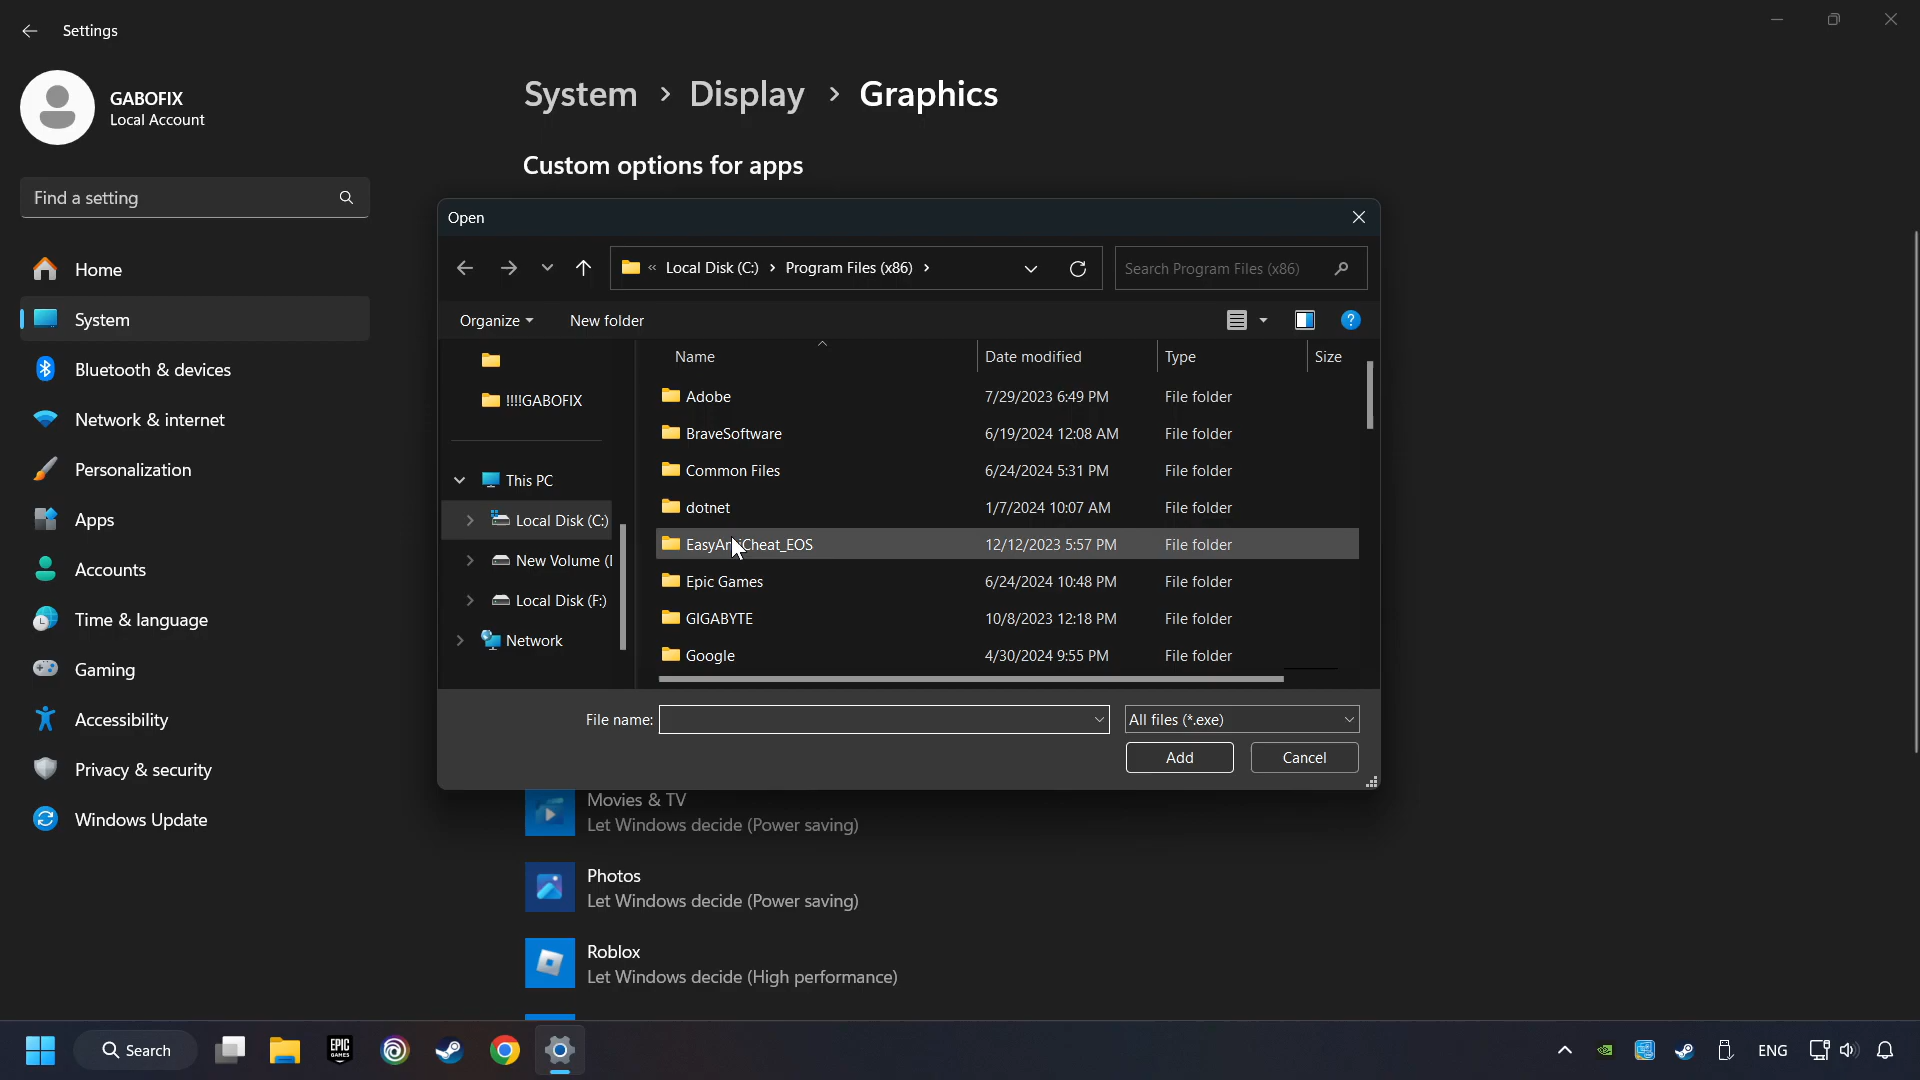 Settings
GABOFIX
Local Account
Find a setting
Home
System
Bluetooth & devices
Network & internet
Personalization
Apps
Accounts
Time & language
Gaming
Accessibility
Privacy & security
Windows Update
System > Display > Graphics
Custom options for apps
Open
« Local Disk (C:) > Program Files (x86) >
Search Program Files (x86)
Organize
New folder
!!!!GABOFIX
This PC
Local Disk (C:)
New Volume (
Local Disk (F:)
Network
Name Date modified Type Size
Adobe 7/29/2023 6:49 PM File folder
BraveSoftware 6/19/2024 12:08 AM File folder
Common Files 6/24/2024 5:31 PM File folder
dotnet 1/7/2024 10:07 AM File folder
EasyAntiCheat_EOS 12/12/2023 5:57 PM File folder
Epic Games 6/24/2024 10:48 PM File folder
GIGABYTE 10/8/2023 12:18 PM File folder
Google 4/30/2024 9:55 PM File folder
File name:
All files (*.exe)
Add
Cancel
Movies & TV
Let Windows decide (Power saving)
Photos
Let Windows decide (Power saving)
Roblox
Let Windows decide (High performance)
Search
EPIC
GAMES
ENG